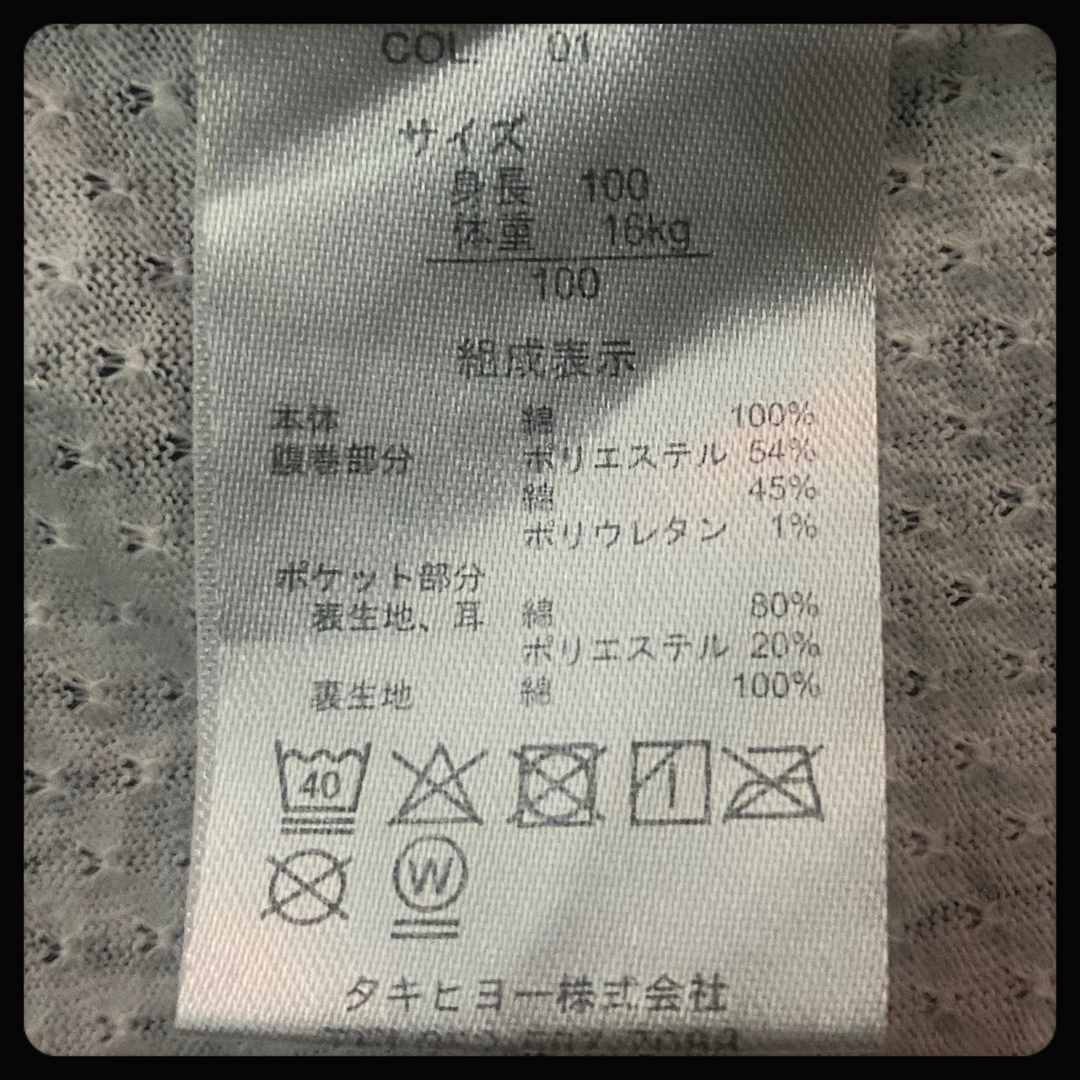 COL. 01
サイズ
身長 100
体重 16kg
100
組成表示
本体 綿 100%
腹巻部分 ポリエステル 54%
綿 45%
ポリウレタン 1%
ポケット部分
表生地、耳 綿 80%
ポリエステル 20%
裏生地 綿 100%
40
W
タキヒヨー株式会社